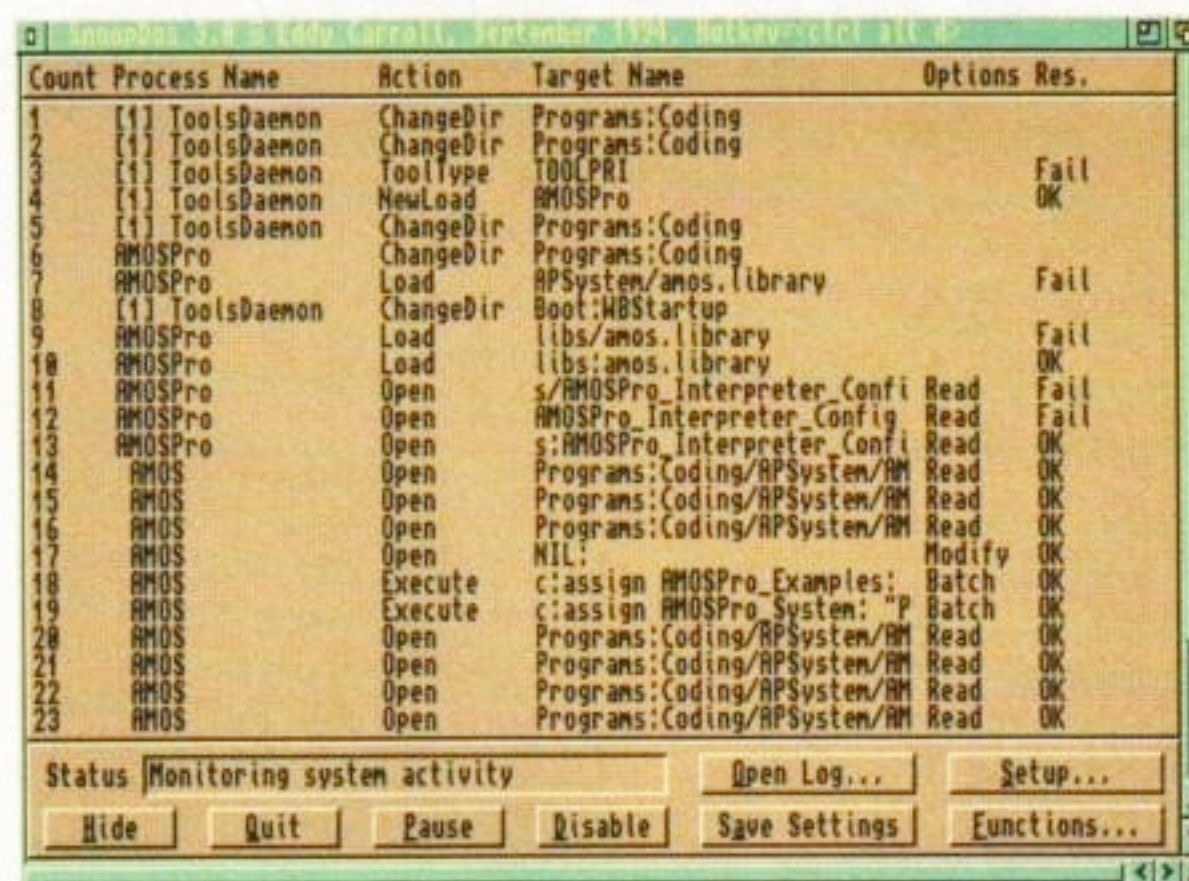 SnoopDos 3.0 – Eddy Carroll, September 1994. Hotkey=<ctrl alt d>
Count Process Name Action Target Name Options Res.
1 [1] ToolsDaemon ChangeDir Programs:Coding
2 [1] ToolsDaemon ChangeDir Programs:Coding
3 [1] ToolsDaemon ToolType TOOLPRI Fail
4 [1] ToolsDaemon NewLoad AMOSPro OK
5 [1] ToolsDaemon ChangeDir Programs:Coding
6 AMOSPro ChangeDir Programs:Coding
7 AMOSPro Load APSystem/amos.library Fail
8 [1] ToolsDaemon ChangeDir Boot:WBStartup
9 AMOSPro Load libs/amos.library Fail
10 AMOSPro Load libs:amos.library OK
11 AMOSPro Open s/AMOSPro_Interpreter_Confi Read Fail
12 AMOSPro Open AMOSPro_Interpreter_Config Read Fail
13 AMOSPro Open s:AMOSPro_Interpreter_Confi Read OK
14 AMOS Open Programs:Coding/APSystem/AM Read OK
15 AMOS Open Programs:Coding/APSystem/AM Read OK
16 AMOS Open Programs:Coding/APSystem/AM Read OK
17 AMOS Open NIL: Modify OK
18 AMOS Execute c:assign AMOSPro_Examples: Batch OK
19 AMOS Execute c:assign AMOSPro_System: "P Batch OK
20 AMOS Open Programs:Coding/APSystem/AM Read OK
21 AMOS Open Programs:Coding/APSystem/AM Read OK
22 AMOS Open Programs:Coding/APSystem/AM Read OK
23 AMOS Open Programs:Coding/APSystem/AM Read OK
Status Monitoring system activity Open Log... Setup...
Hide Quit Pause Disable Save Settings Functions...